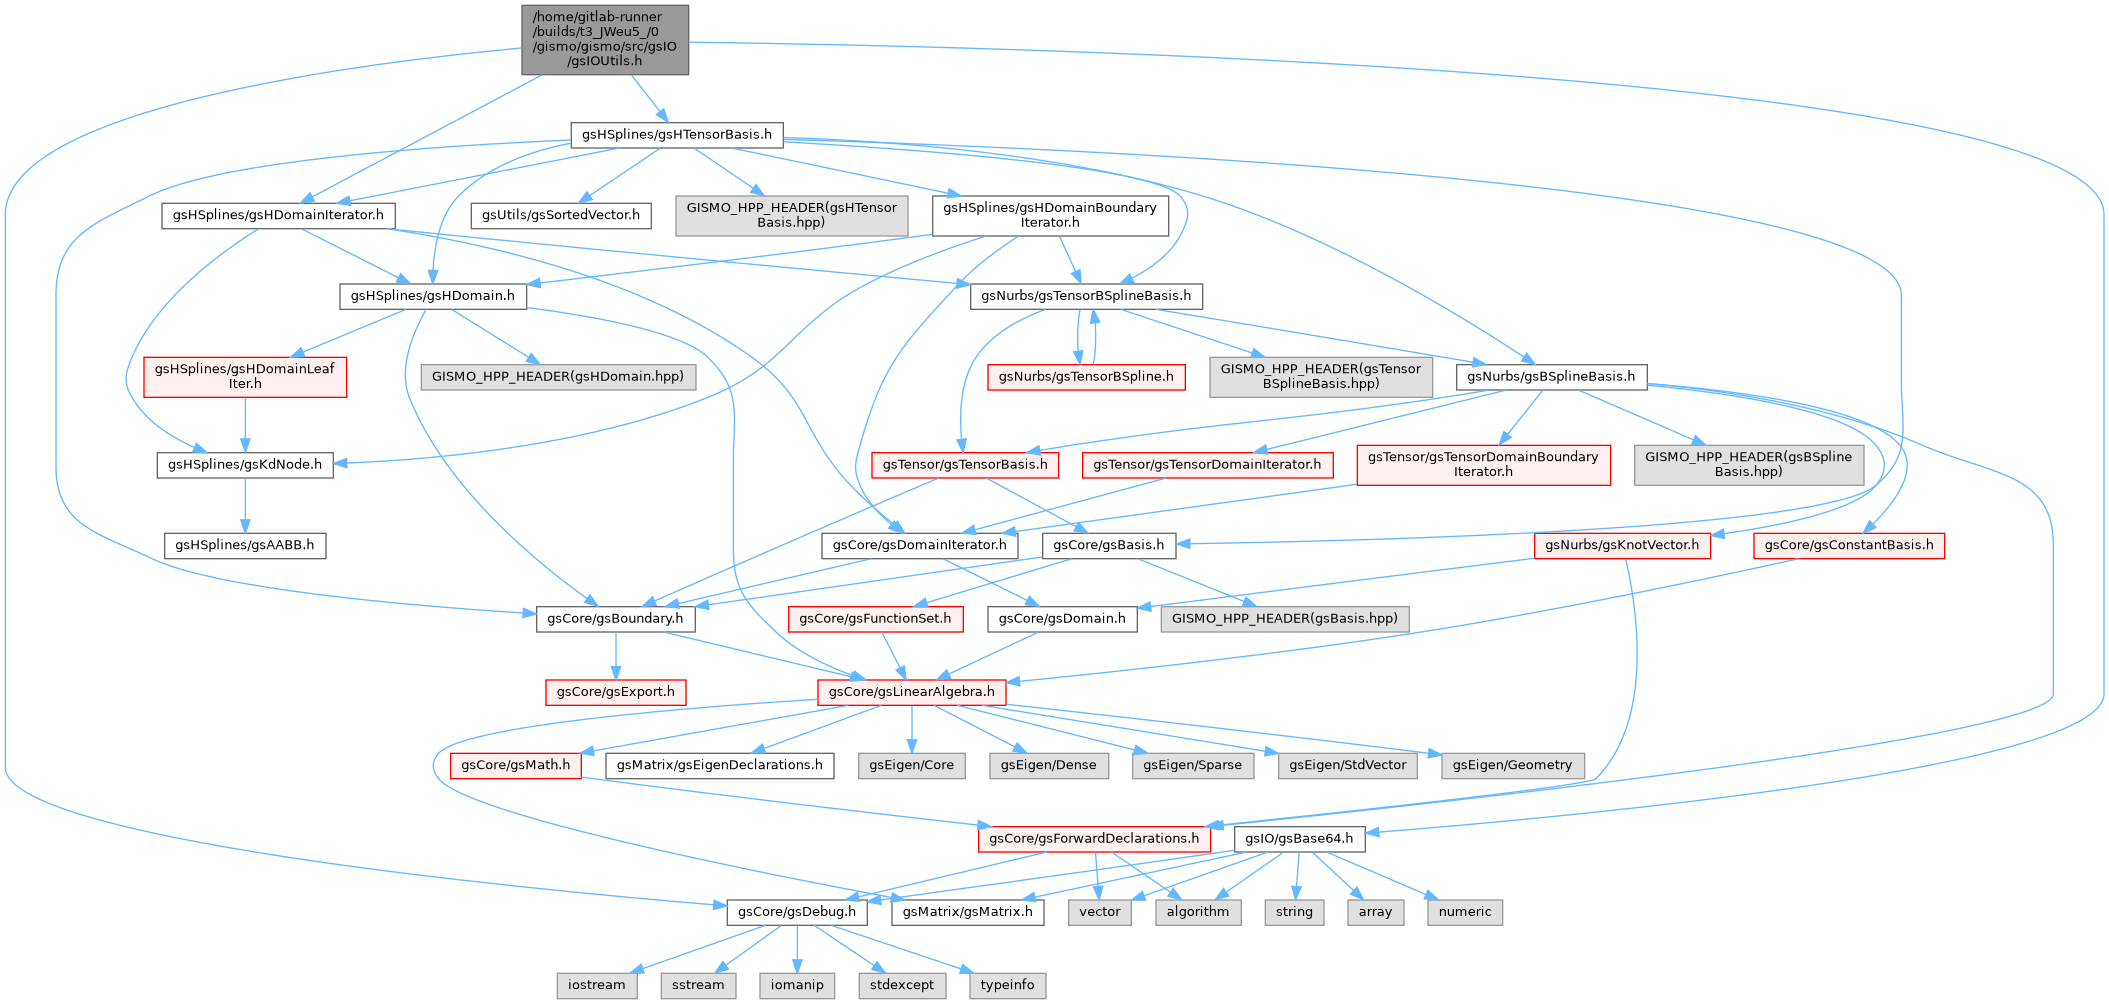 /home/gitlab-runner
/builds/t3_JWeu5_/0
/gismo/gismo/src/gsIO
/gsIOUtils.h
gsHSplines/gsHTensorBasis.h
gsHSplines/gsHDomainIterator.h
gsUtils/gsSortedVector.h
GISMO_HPP_HEADER(gsHTensor
Basis.hpp)
gsHSplines/gsHDomainBoundary
Iterator.h
gsHSplines/gsHDomain.h
gsNurbs/gsTensorBSplineBasis.h
gsHSplines/gsHDomainLeaf
Iter.h
GISMO_HPP_HEADER(gsHDomain.hpp)
gsNurbs/gsTensorBSpline.h
GISMO_HPP_HEADER(gsTensor
BSplineBasis.hpp)
gsNurbs/gsBSplineBasis.h
gsHSplines/gsKdNode.h
gsTensor/gsTensorBasis.h
gsTensor/gsTensorDomainIterator.h
gsTensor/gsTensorDomainBoundary
Iterator.h
GISMO_HPP_HEADER(gsBSpline
Basis.hpp)
gsHSplines/gsAABB.h
gsCore/gsDomainIterator.h
gsCore/gsBasis.h
gsNurbs/gsKnotVector.h
gsCore/gsConstantBasis.h
gsCore/gsBoundary.h
gsCore/gsFunctionSet.h
gsCore/gsDomain.h
GISMO_HPP_HEADER(gsBasis.hpp)
gsCore/gsExport.h
gsCore/gsLinearAlgebra.h
gsCore/gsMath.h
gsMatrix/gsEigenDeclarations.h
gsEigen/Core
gsEigen/Dense
gsEigen/Sparse
gsEigen/StdVector
gsEigen/Geometry
gsCore/gsForwardDeclarations.h
gsIO/gsBase64.h
gsCore/gsDebug.h
gsMatrix/gsMatrix.h
vector
algorithm
string
array
numeric
iostream
sstream
iomanip
stdexcept
typeinfo